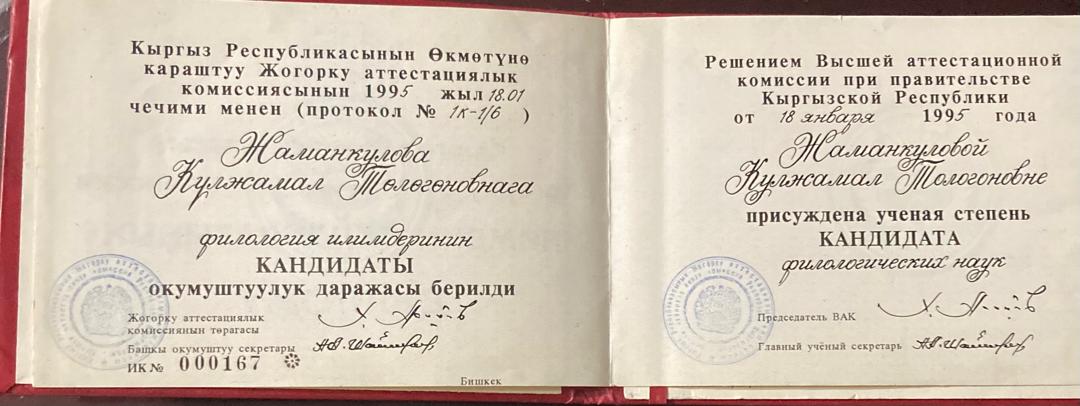 Кыргыз Республикасынын Өкмөтүнө
караштуу Жогорку аттестациялык
комиссиясынын 1995 жыл 18.01
чечими менен (протокол № 1к-1/6 )
Жаманкулова
Кулжамал Төлөгөновнага
филология илимдеринин
КАНДИДАТЫ
окумуштуулук даражасы берилди
Жогорку аттестациялык
комиссиянын төрагасы
Башкы окумуштуу секретары
ИК № 000167
Бишкек
Решением Высшей аттестационной
комиссии при правительстве
Кыргызской Республики
от 18 января 1995 года
Жаманкуловой
Кулжамал Тологоновне
присуждена ученая степень
КАНДИДАТА
филологических наук
Председатель ВАК
Главный учёный секретарь